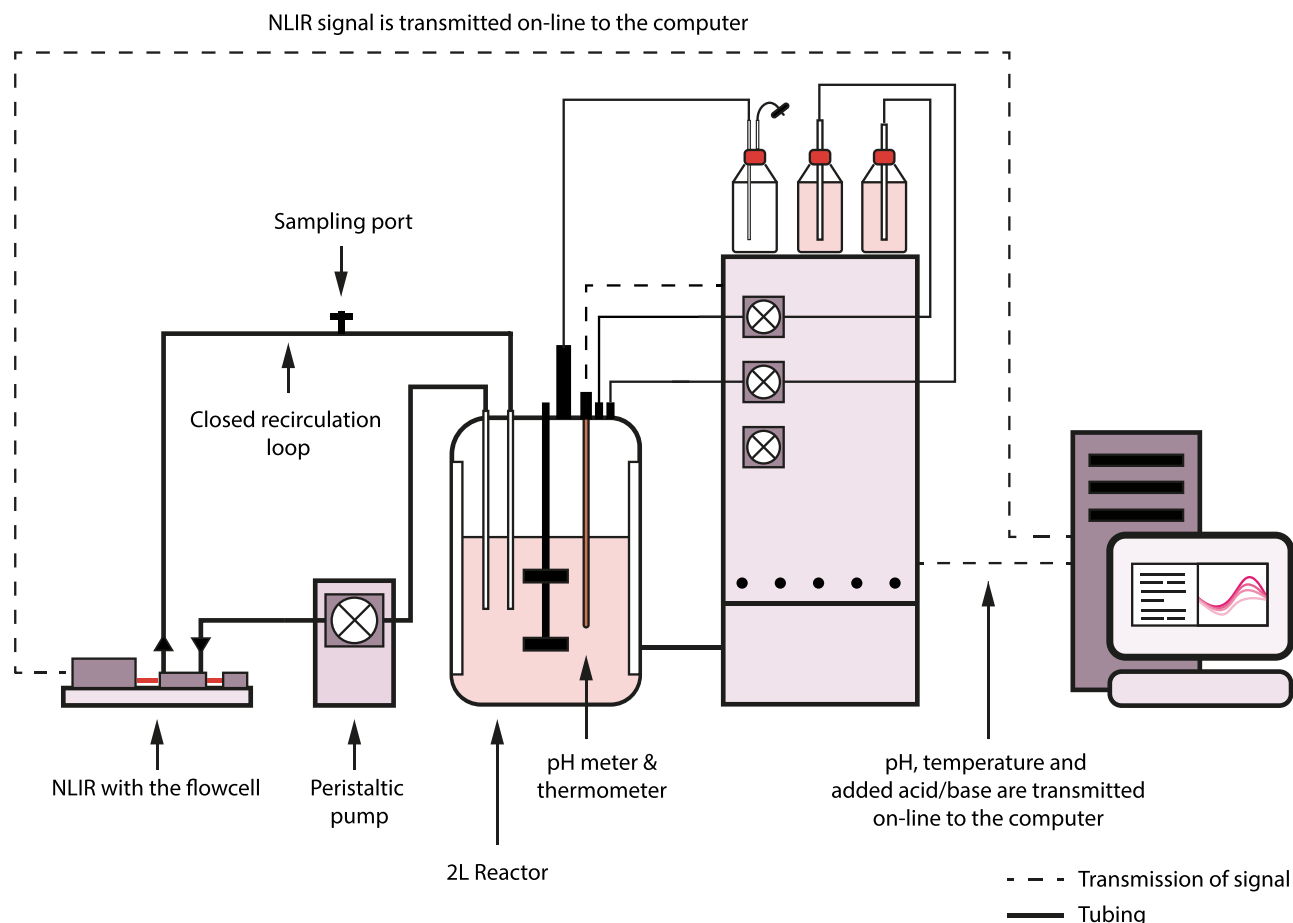 NLIR signal is transmitted on-line to the computer
Sampling port
Closed recirculation
loop
NLIR with the flowcell
Peristaltic
pump
2L Reactor
pH meter &
thermometer
pH, temperature and
added acid/base are transmitted
on-line to the computer
Transmission of signal
Tubing